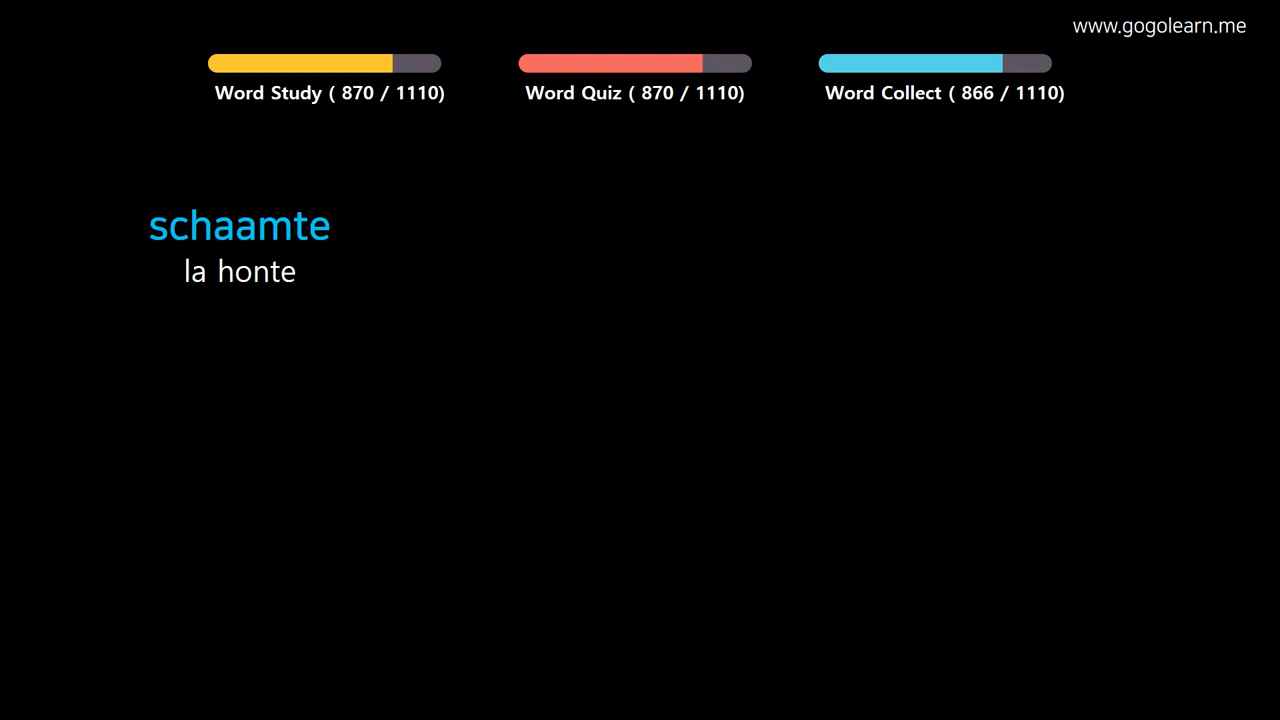 www.gogolearn.me
Word Study ( 870 / 1110)
Word Quiz ( 870 / 1110)
Word Collect ( 866 / 1110)
schaamte
la honte